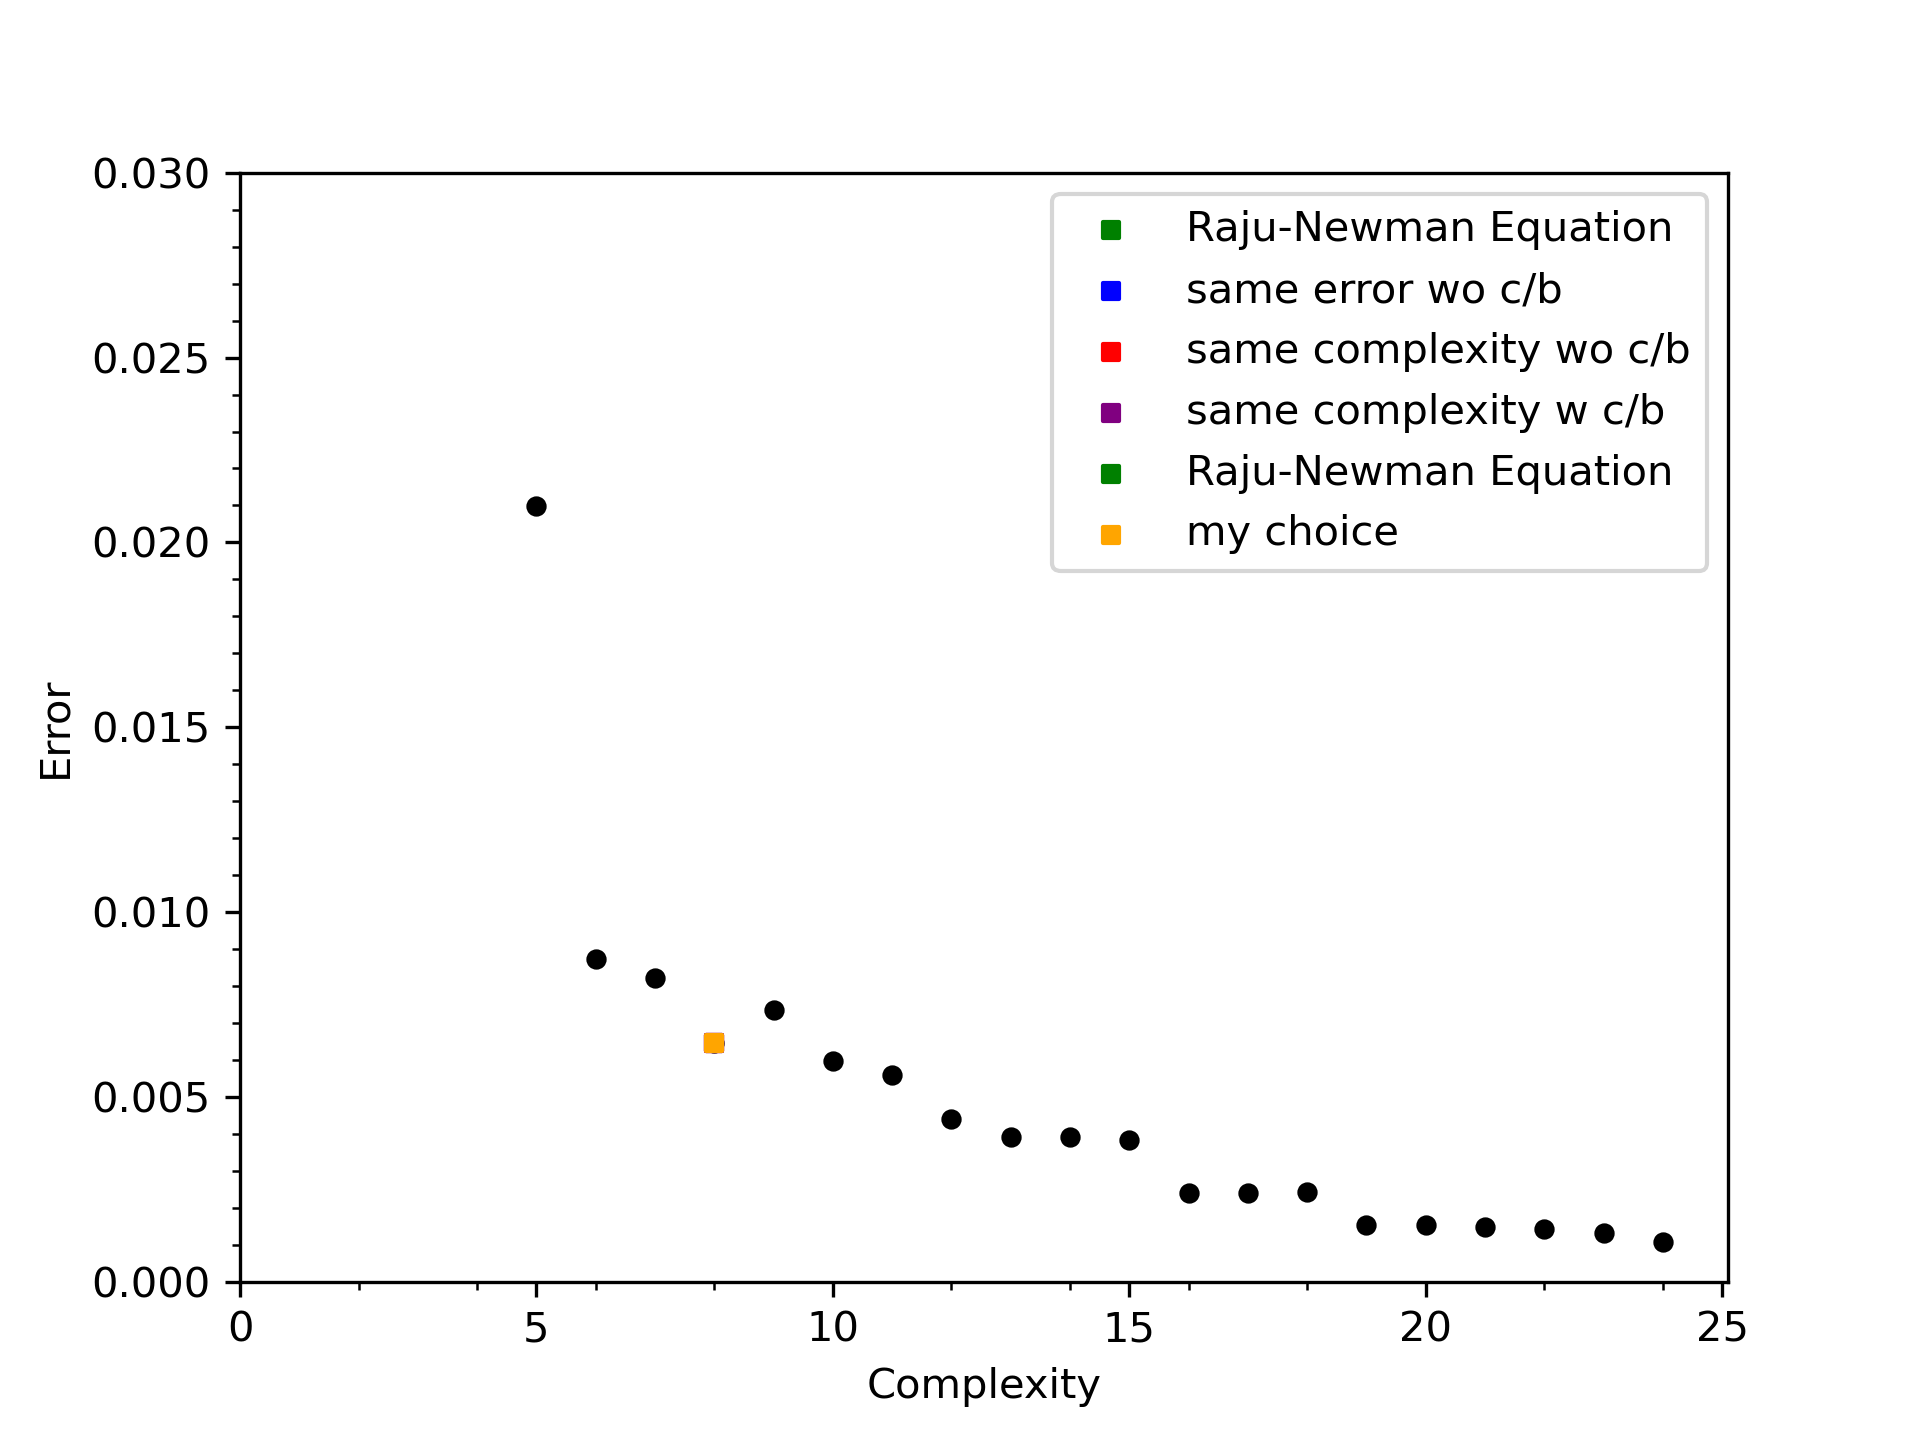 0.030
0.025
0.020
0.015
0.010
0.005
0.000
Error
0 5 10 15 20 25
Complexity
Raju-Newman Equation
same error wo c/b
same complexity wo c/b
same complexity w c/b
Raju-Newman Equation
my choice